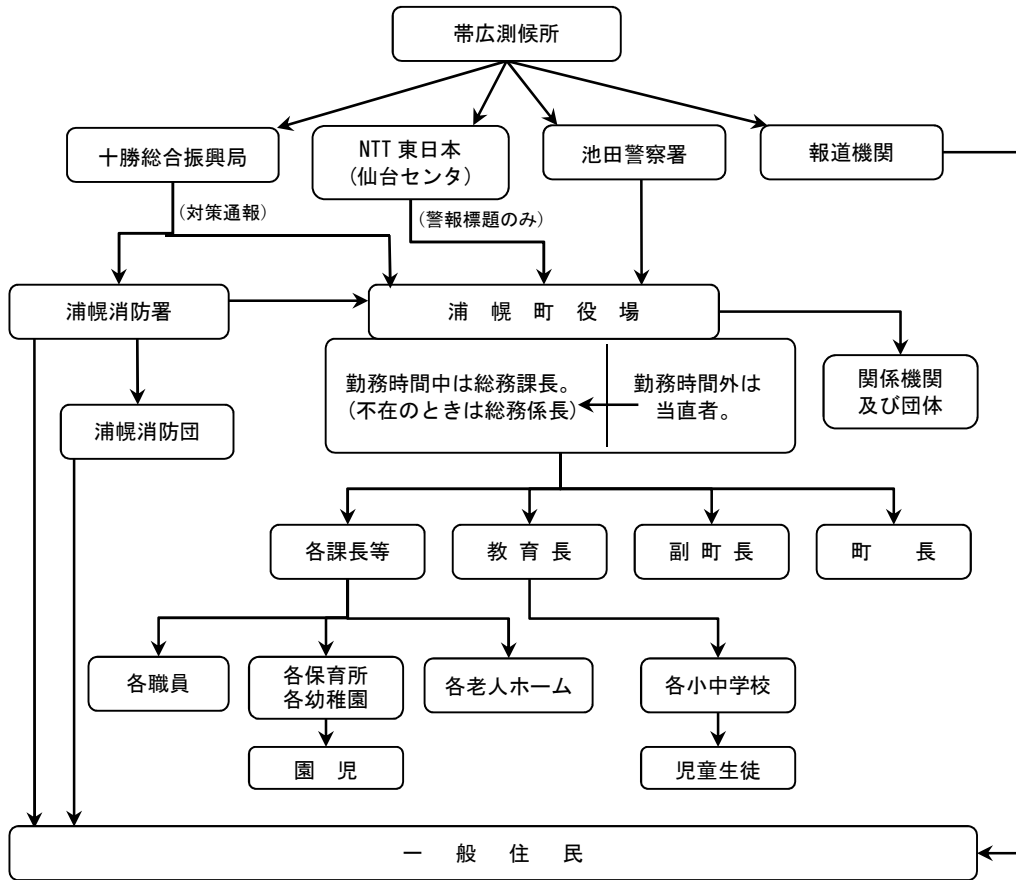 帯広測候所
十勝総合振興局
NTT 東日本
(仙台センタ)
池田警察署
報道機関
(対策通報)
(警報標題のみ)
浦幌消防署
浦 幌 町 役 場
勤務時間中は総務課長。
(不在のときは総務係長)
勤務時間外は
当直者。
関係機関
及び団体
浦幌消防団
各課長等
教 育 長
副 町 長
町 長
各職員
各保育所
各幼稚園
各老人ホーム
各小中学校
園 児
児童生徒
一 般 住 民